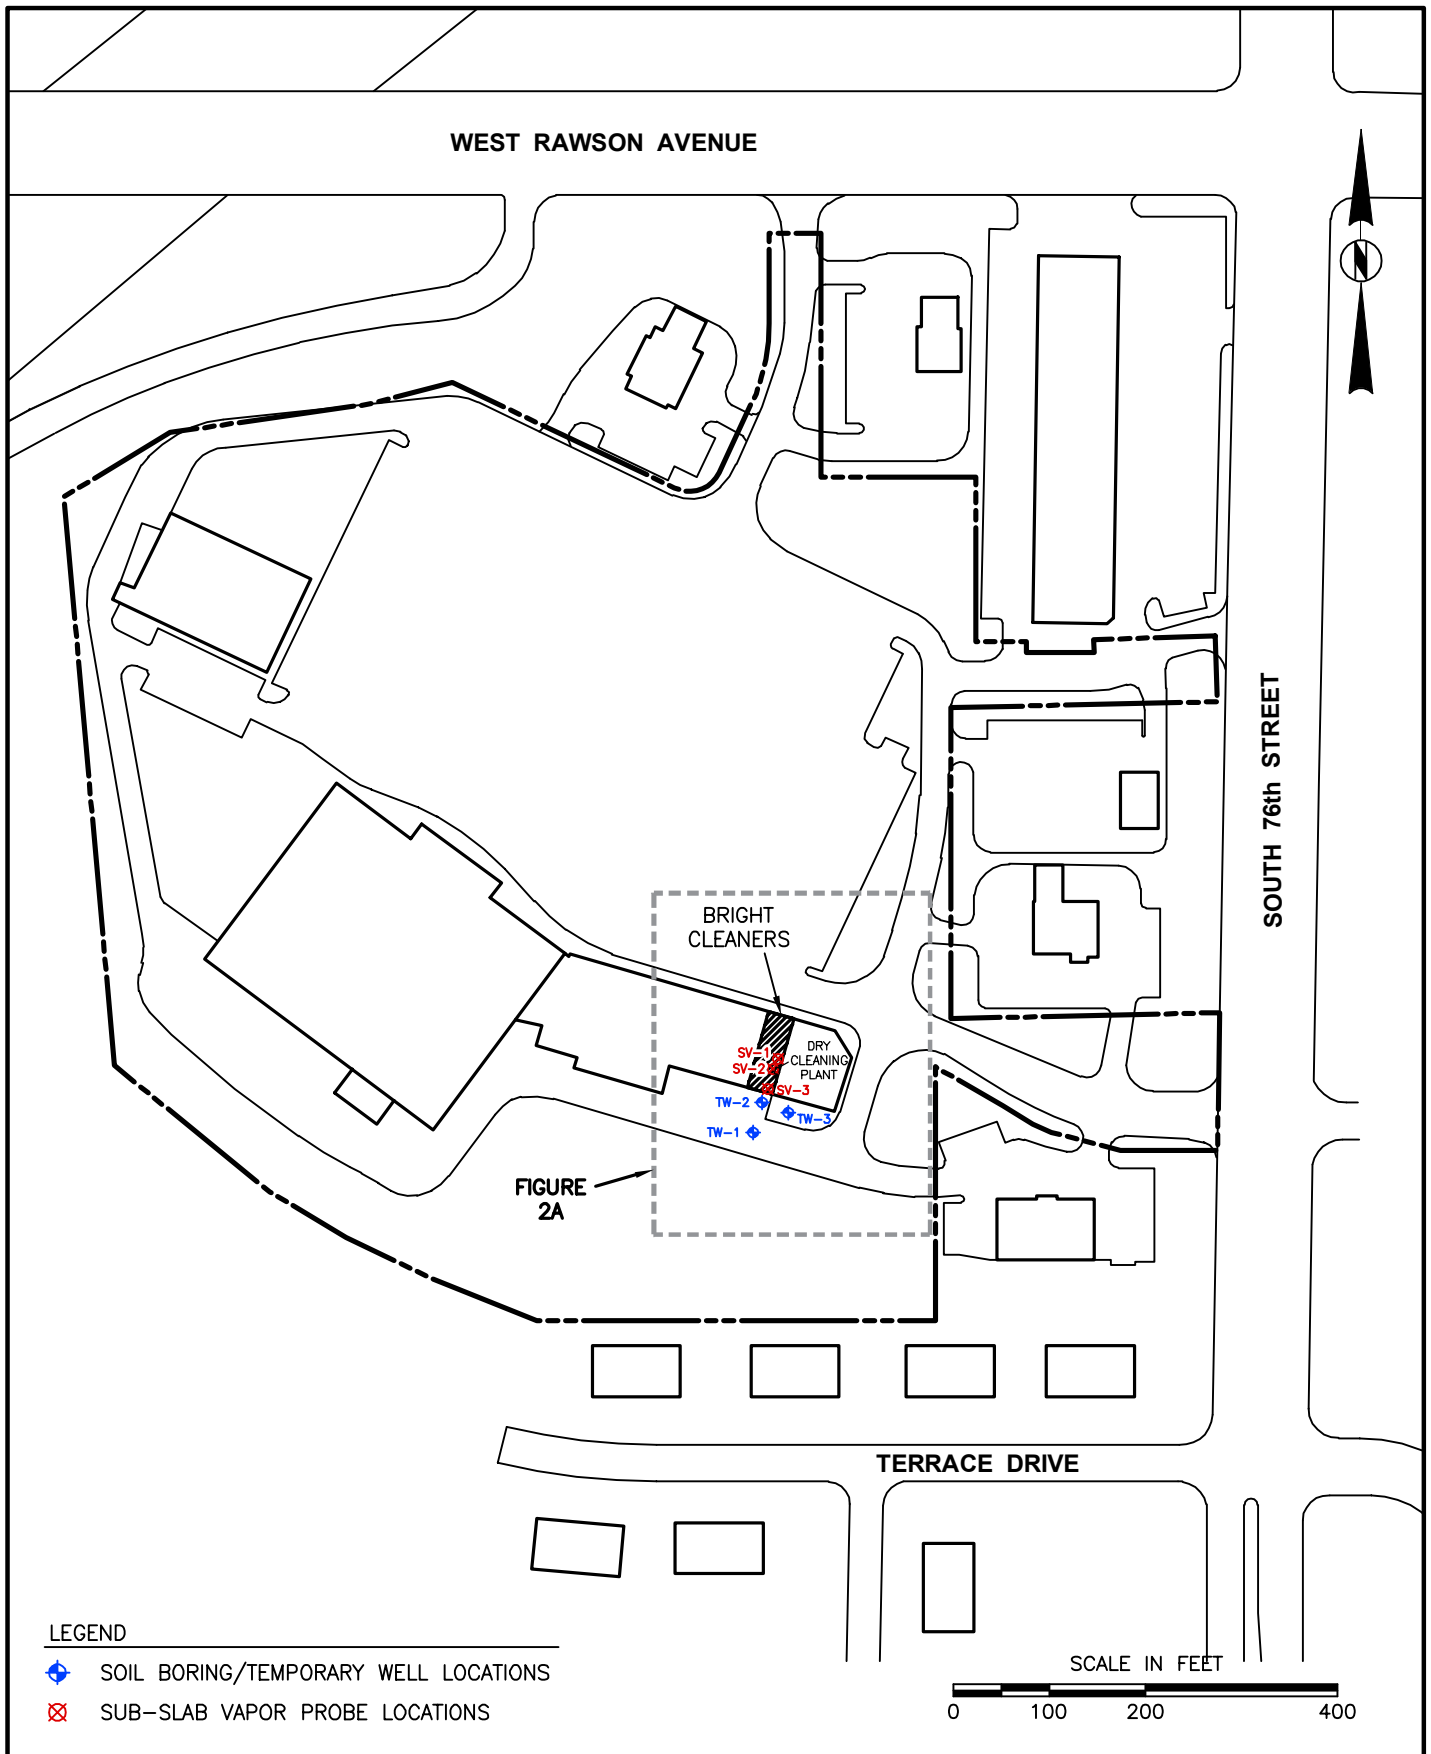 WEST RAWSON AVENUE
N
SOUTH 76th STREET
BRIGHT
CLEANERS
SV-1
SV-2
SV-3
DRY
CLEANING
PLANT
TW-2
TW-3
TW-1
FIGURE
2A
TERRACE DRIVE
LEGEND
SOIL BORING/TEMPORARY WELL LOCATIONS
SUB-SLAB VAPOR PROBE LOCATIONS
SCALE IN FEET
0 100 200 400